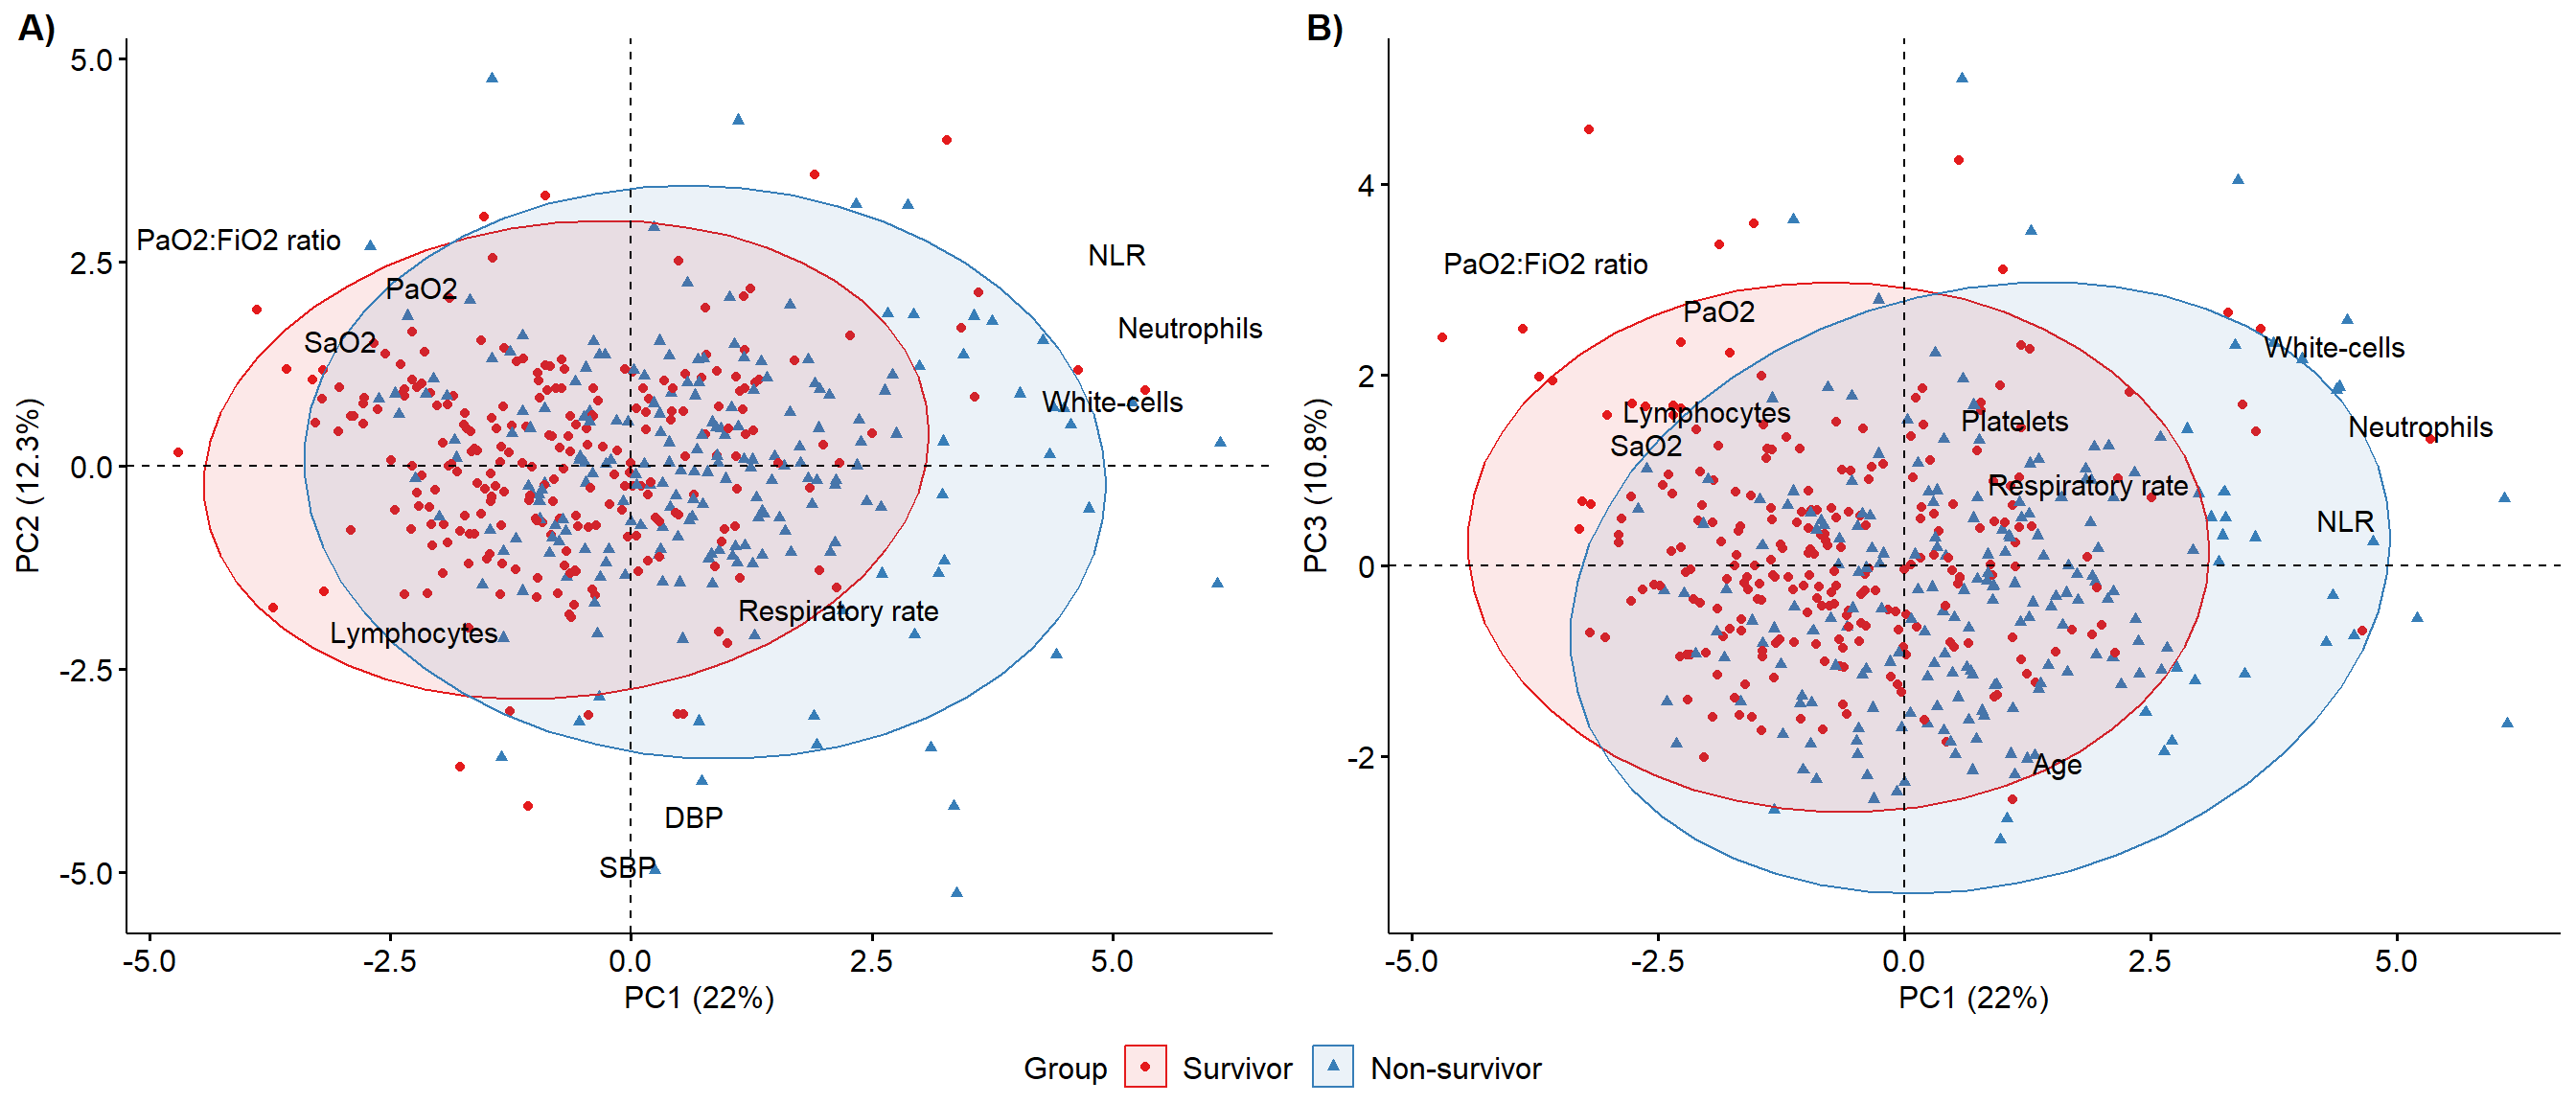 A)
5.0
2.5
0.0
-2.5
-5.0
PC2 (12.3%)
PaO2:FiO2 ratio
PaO2
SaO2
NLR
Neutrophils
White-cells
Respiratory rate
Lymphocytes
DBP
SBP
-5.0
-2.5
0.0
2.5
5.0
PC1 (22%)
B)
4
2
0
-2
PC3 (10.8%)
PaO2:FiO2 ratio
PaO2
White-cells
Lymphocytes
Platelets
Neutrophils
SaO2
Respiratory rate
NLR
Age
-5.0
-2.5
0.0
2.5
5.0
PC1 (22%)
Group Survivor Non-survivor